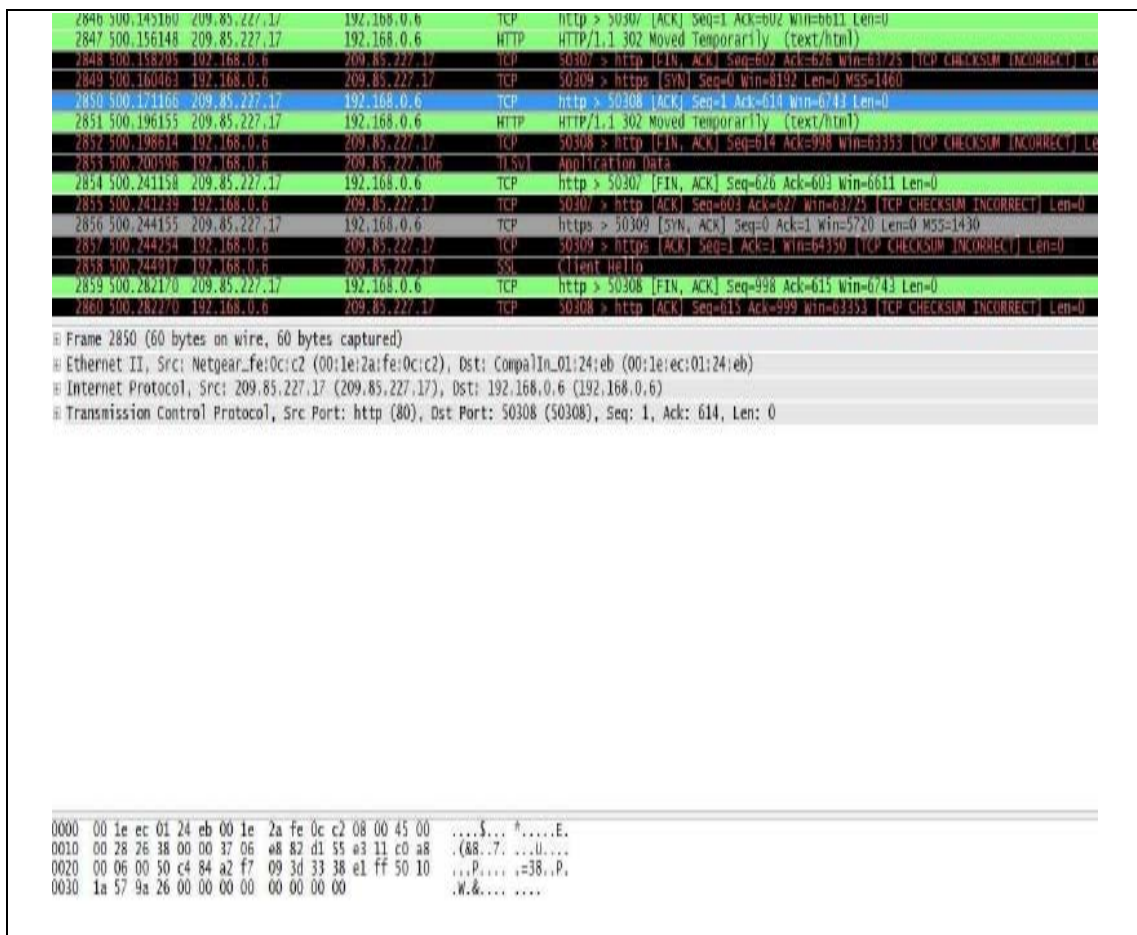 2846 500.145160 209.85.227.17 192.168.0.6 TCP http > 50307 [ACK] Seq=1 Ack=602 Win=6611 Len=0
2847 500.156148 209.85.227.17 192.168.0.6 HTTP HTTP/1.1 302 Moved Temporarily (text/html)
2848 500.158295 192.168.0.6 209.85.227.17 TCP 50307 > http [FIN, ACK] Seq=602 Ack=626 Win=63725 [TCP CHECKSUM INCORRECT] Le
2849 500.160463 192.168.0.6 209.85.227.17 TCP 50309 > https [SYN] Seq=0 Win=8192 Len=0 MSS=1460
2850 500.171166 209.85.227.17 192.168.0.6 TCP http > 50308 [ACK] Seq=1 Ack=614 Win=6743 Len=0
2851 500.196155 209.85.227.17 192.168.0.6 HTTP HTTP/1.1 302 Moved Temporarily (text/html)
2852 500.198614 192.168.0.6 209.85.227.17 TCP 50308 > http [FIN, ACK] Seq=614 Ack=998 Win=63353 [TCP CHECKSUM INCORRECT] Le
2853 500.200596 192.168.0.6 209.85.227.106 TLSv1 Application Data
2854 500.241158 209.85.227.17 192.168.0.6 TCP http > 50307 [FIN, ACK] Seq=626 Ack=603 Win=6611 Len=0
2855 500.241239 192.168.0.6 209.85.227.17 TCP 50307 > http [ACK] Seq=603 Ack=627 Win=63725 [TCP CHECKSUM INCORRECT] Len=0
2856 500.244155 209.85.227.17 192.168.0.6 TCP https > 50309 [SYN, ACK] Seq=0 Ack=1 Win=5720 Len=0 MSS=1430
2857 500.244254 192.168.0.6 209.85.227.17 TCP 50309 > https [ACK] Seq=1 Ack=1 Win=64350 [TCP CHECKSUM INCORRECT] Len=0
2858 500.244917 192.168.0.6 209.85.227.17 SSL Client Hello
2859 500.282170 209.85.227.17 192.168.0.6 TCP http > 50308 [FIN, ACK] Seq=998 Ack=615 Win=6743 Len=0
2860 500.282270 192.168.0.6 209.85.227.17 TCP 50308 > http [ACK] Seq=615 Ack=999 Win=63353 [TCP CHECKSUM INCORRECT] Len=0
Frame 2850 (60 bytes on wire, 60 bytes captured)
Ethernet II, Src: Netgear_fe:0c:c2 (00:1e:2a:fe:0c:c2), Dst: CompalIn_01:24:eb (00:1e:ec:01:24:eb)
Internet Protocol, Src: 209.85.227.17 (209.85.227.17), Dst: 192.168.0.6 (192.168.0.6)
Transmission Control Protocol, Src Port: http (80), Dst Port: 50308 (50308), Seq: 1, Ack: 614, Len: 0
0000 00 1e ec 01 24 eb 00 1e 2a fe 0c c2 08 00 45 00 ....$... *.....E.
0010 00 28 26 38 00 00 37 06 e8 82 d1 55 e3 11 c0 a8 .(&8..7. ...U....
0020 00 06 00 50 c4 84 a2 f7 09 3d 33 38 e1 ff 50 10 ...P.... .=38..P.
0030 1a 57 9a 26 00 00 00 00 00 00 00 00 .W.&.... ....